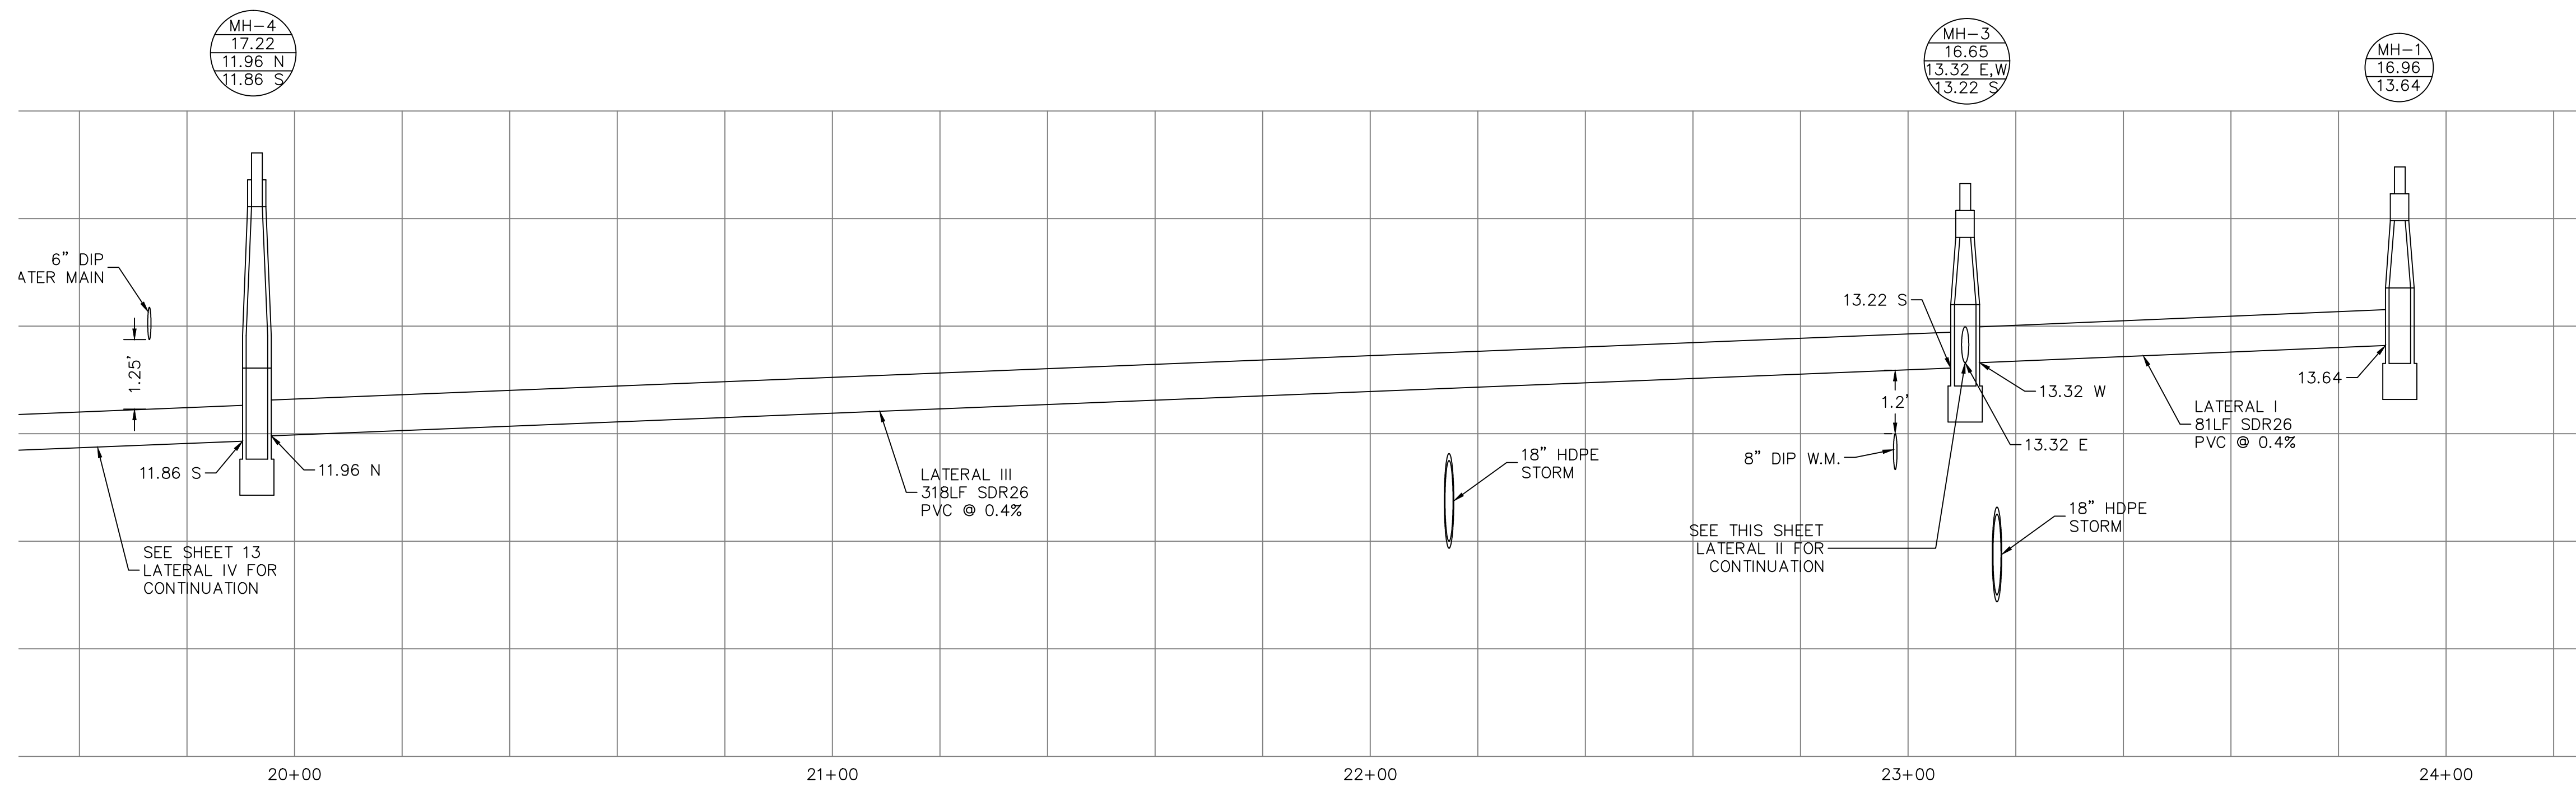 MH-4
17.22
11.96 N
11.86 S
MH-3
16.65
13.32 E,W
13.22 S
MH-1
16.96
13.64
6" DIP
ATER MAIN
1.25'
11.86 S
11.96 N
SEE SHEET 13
LATERAL IV FOR
CONTINUATION
LATERAL III
318LF SDR26
PVC @ 0.4%
18" HDPE
STORM
13.22 S
1.2'
8" DIP W.M.
SEE THIS SHEET
LATERAL II FOR
CONTINUATION
13.32 W
13.32 E
18" HDPE
STORM
LATERAL I
81LF SDR26
PVC @ 0.4%
13.64
20+00
21+00
22+00
23+00
24+00